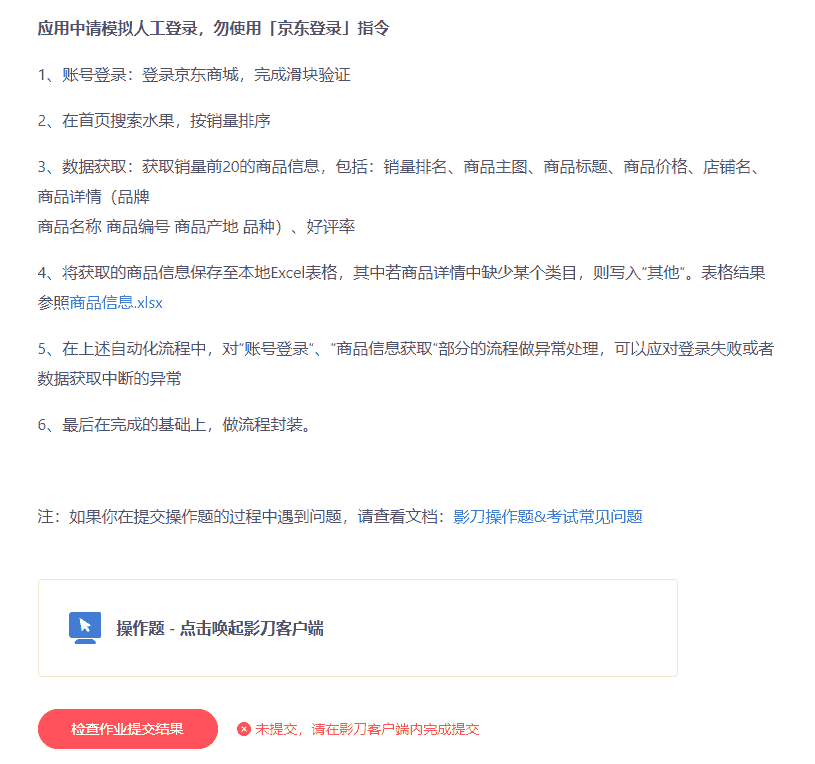 应用中请模拟人工登录，勿使用「京东登录」指令
1、账号登录：登录京东商城，完成滑块验证
2、在首页搜索水果，按销量排序
3、数据获取：获取销量前20的商品信息，包括：销量排名、商品主图、商品标题、商品价格、店铺名、
商品详情（品牌
商品名称 商品编号 商品产地 品种）、好评率
4、将获取的商品信息保存至本地Excel表格，其中若商品详情中缺少某个类目，则写入“其他”。表格结果
参照商品信息.xlsx
5、在上述自动化流程中，对“账号登录”、“商品信息获取”部分的流程做异常处理，可以应对登录失败或者
数据获取中断的异常
6、最后在完成的基础上，做流程封装。
注：如果你在提交操作题的过程中遇到问题，请查看文档：影刀操作题&考试常见问题
操作题 - 点击唤起影刀客户端
检查作业提交结果 未提交，请在影刀客户端内完成提交